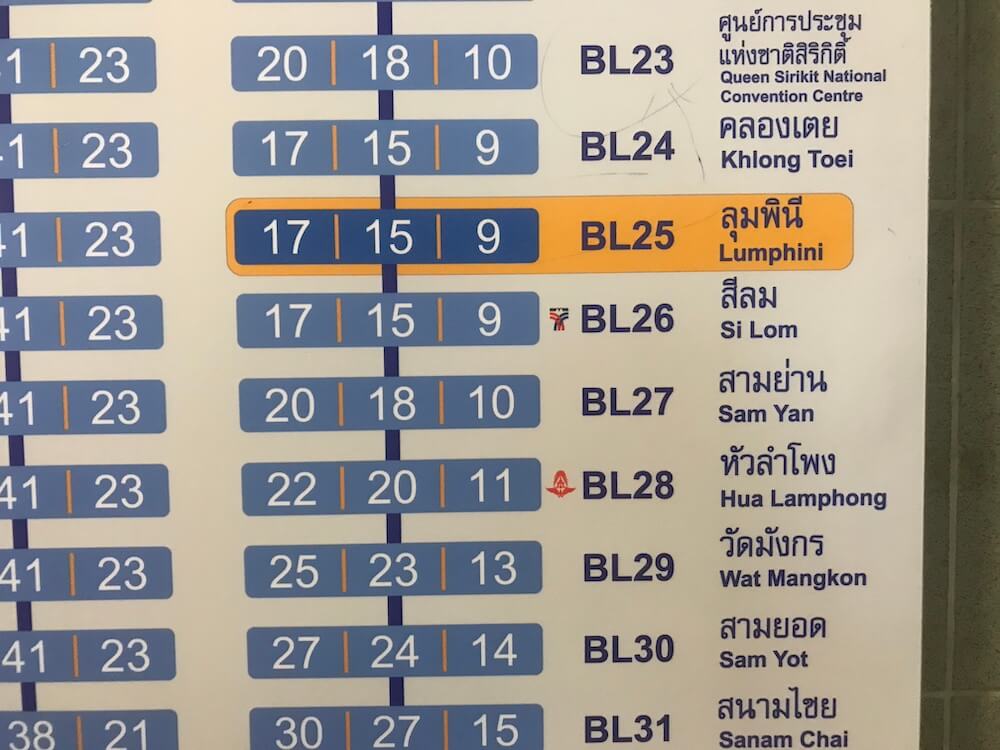 41 | 23 20 | 18 | 10 BL23 ศูนย์การประชุม
แห่งชาติสิริกิติ์
Queen Sirikit National
Convention Centre
41 | 23 17 | 15 | 9 BL24 คลองเตย
Khlong Toei
41 | 23 17 | 15 | 9 BL25 ลุมพินี
Lumphini
41 | 23 17 | 15 | 9 BL26 สีลม
Si Lom
41 | 23 20 | 18 | 10 BL27 สามย่าน
Sam Yan
41 | 23 22 | 20 | 11 BL28 หัวลำโพง
Hua Lamphong
41 | 23 25 | 23 | 13 BL29 วัดมังกร
Wat Mangkon
41 | 23 27 | 24 | 14 BL30 สามยอด
Sam Yot
38 | 21 30 | 27 | 15 BL31 สนามไชย
Sanam Chai